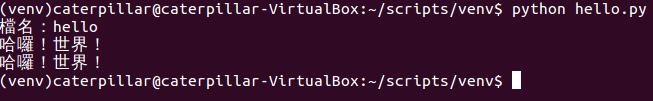 (venv)caterpillar@caterpillar-VirtualBox:~/scripts/venv$ python hello.py
檔名：hello
哈囉！世界！
哈囉！世界！
(venv)caterpillar@caterpillar-VirtualBox:~/scripts/venv$